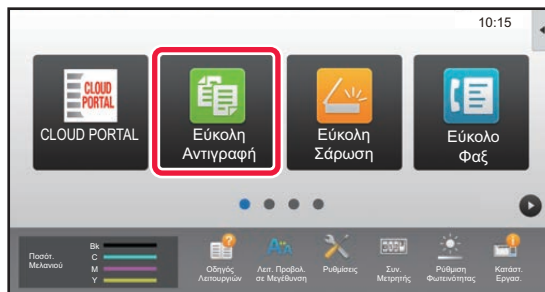 10:15
CLOUD
PORTAL
CLOUD PORTAL
Εύκολη
Αντιγραφή
Εύκολη
Σάρωση
Εύκολο
Φαξ
Ποσότ.
Μελανιού
Bk
C
M
Y
Οδηγός
Λειτουργιών
Λειτ. Προβολ.
σε Μεγέθυνση
Ρυθμίσεις
Συν.
Μετρητής
Ρύθμιση
Φωτεινότητας
Κατάστ.
Εργασ.